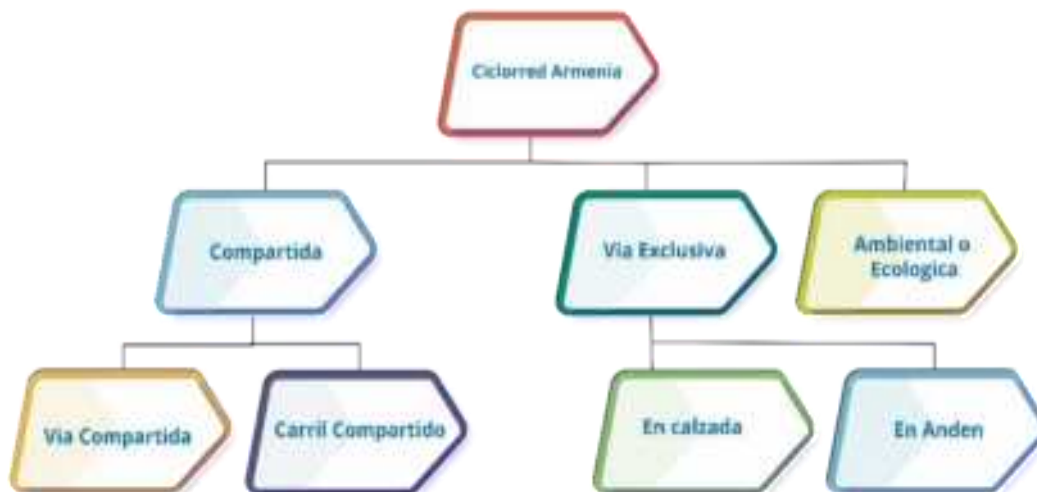 Ciclorred Armenia
Compartida
Via Exclusiva
Ambiental o
Ecologica
Via Compartida
Carril Compartido
En calzada
En Anden